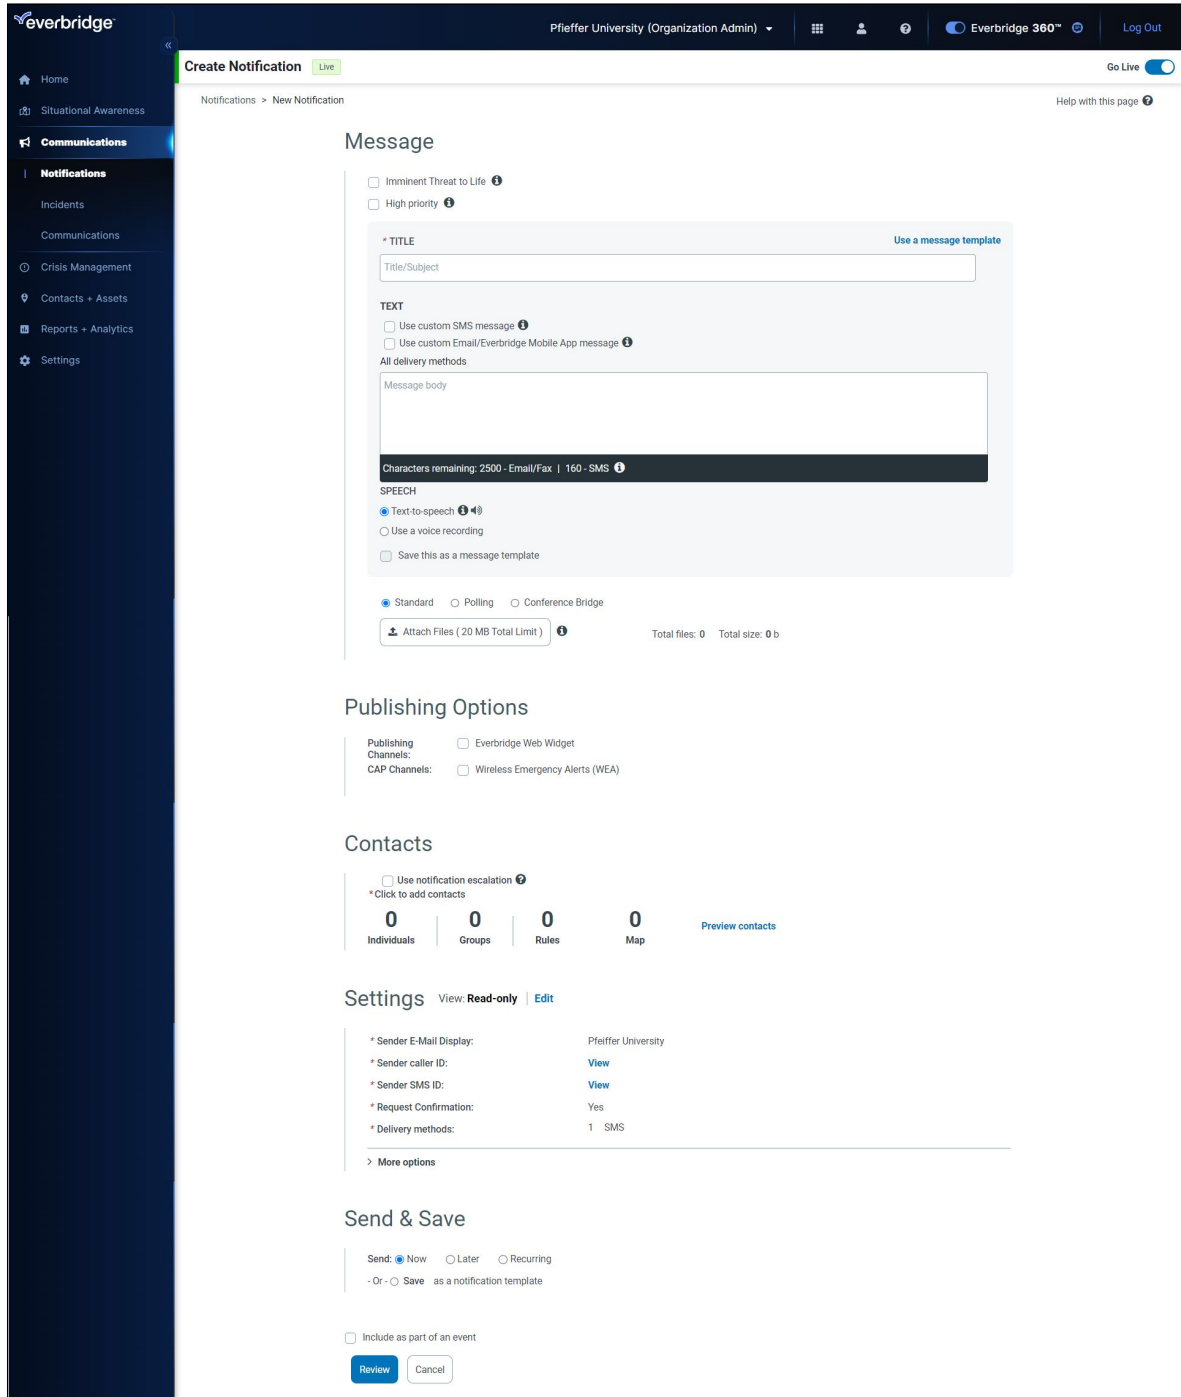 everbridge™
Pfieffer University (Organization Admin)
Everbridge 360™
Log Out
«
Create Notification
Live
Go Live
Home
Situational Awareness
Communications
Notifications
Incidents
Communications
Crisis Management
Contacts + Assets
Reports + Analytics
Settings
Notifications > New Notification
Help with this page
Message
Imminent Threat to Life
High priority
* TITLE
Use a message template
Title/Subject
TEXT
Use custom SMS message
Use custom Email/Everbridge Mobile App message
All delivery methods
Message body
Characters remaining: 2500 - Email/Fax | 160 - SMS
SPEECH
Text-to-speech
Use a voice recording
Save this as a message template
Standard Polling Conference Bridge
Attach Files ( 20 MB Total Limit )
Total files: 0 Total size: 0 b
Publishing Options
Publishing Channels:
Everbridge Web Widget
CAP Channels:
Wireless Emergency Alerts (WEA)
Contacts
Use notification escalation
* Click to add contacts
0 0 0 0
Individuals Groups Rules Map
Preview contacts
Settings View: Read-only | Edit
* Sender E-Mail Display: Pfeiffer University
* Sender caller ID: View
* Sender SMS ID: View
* Request Confirmation: Yes
* Delivery methods: 1 SMS
> More options
Send & Save
Send: Now Later Recurring
- Or - Save as a notification template
Include as part of an event
Review Cancel